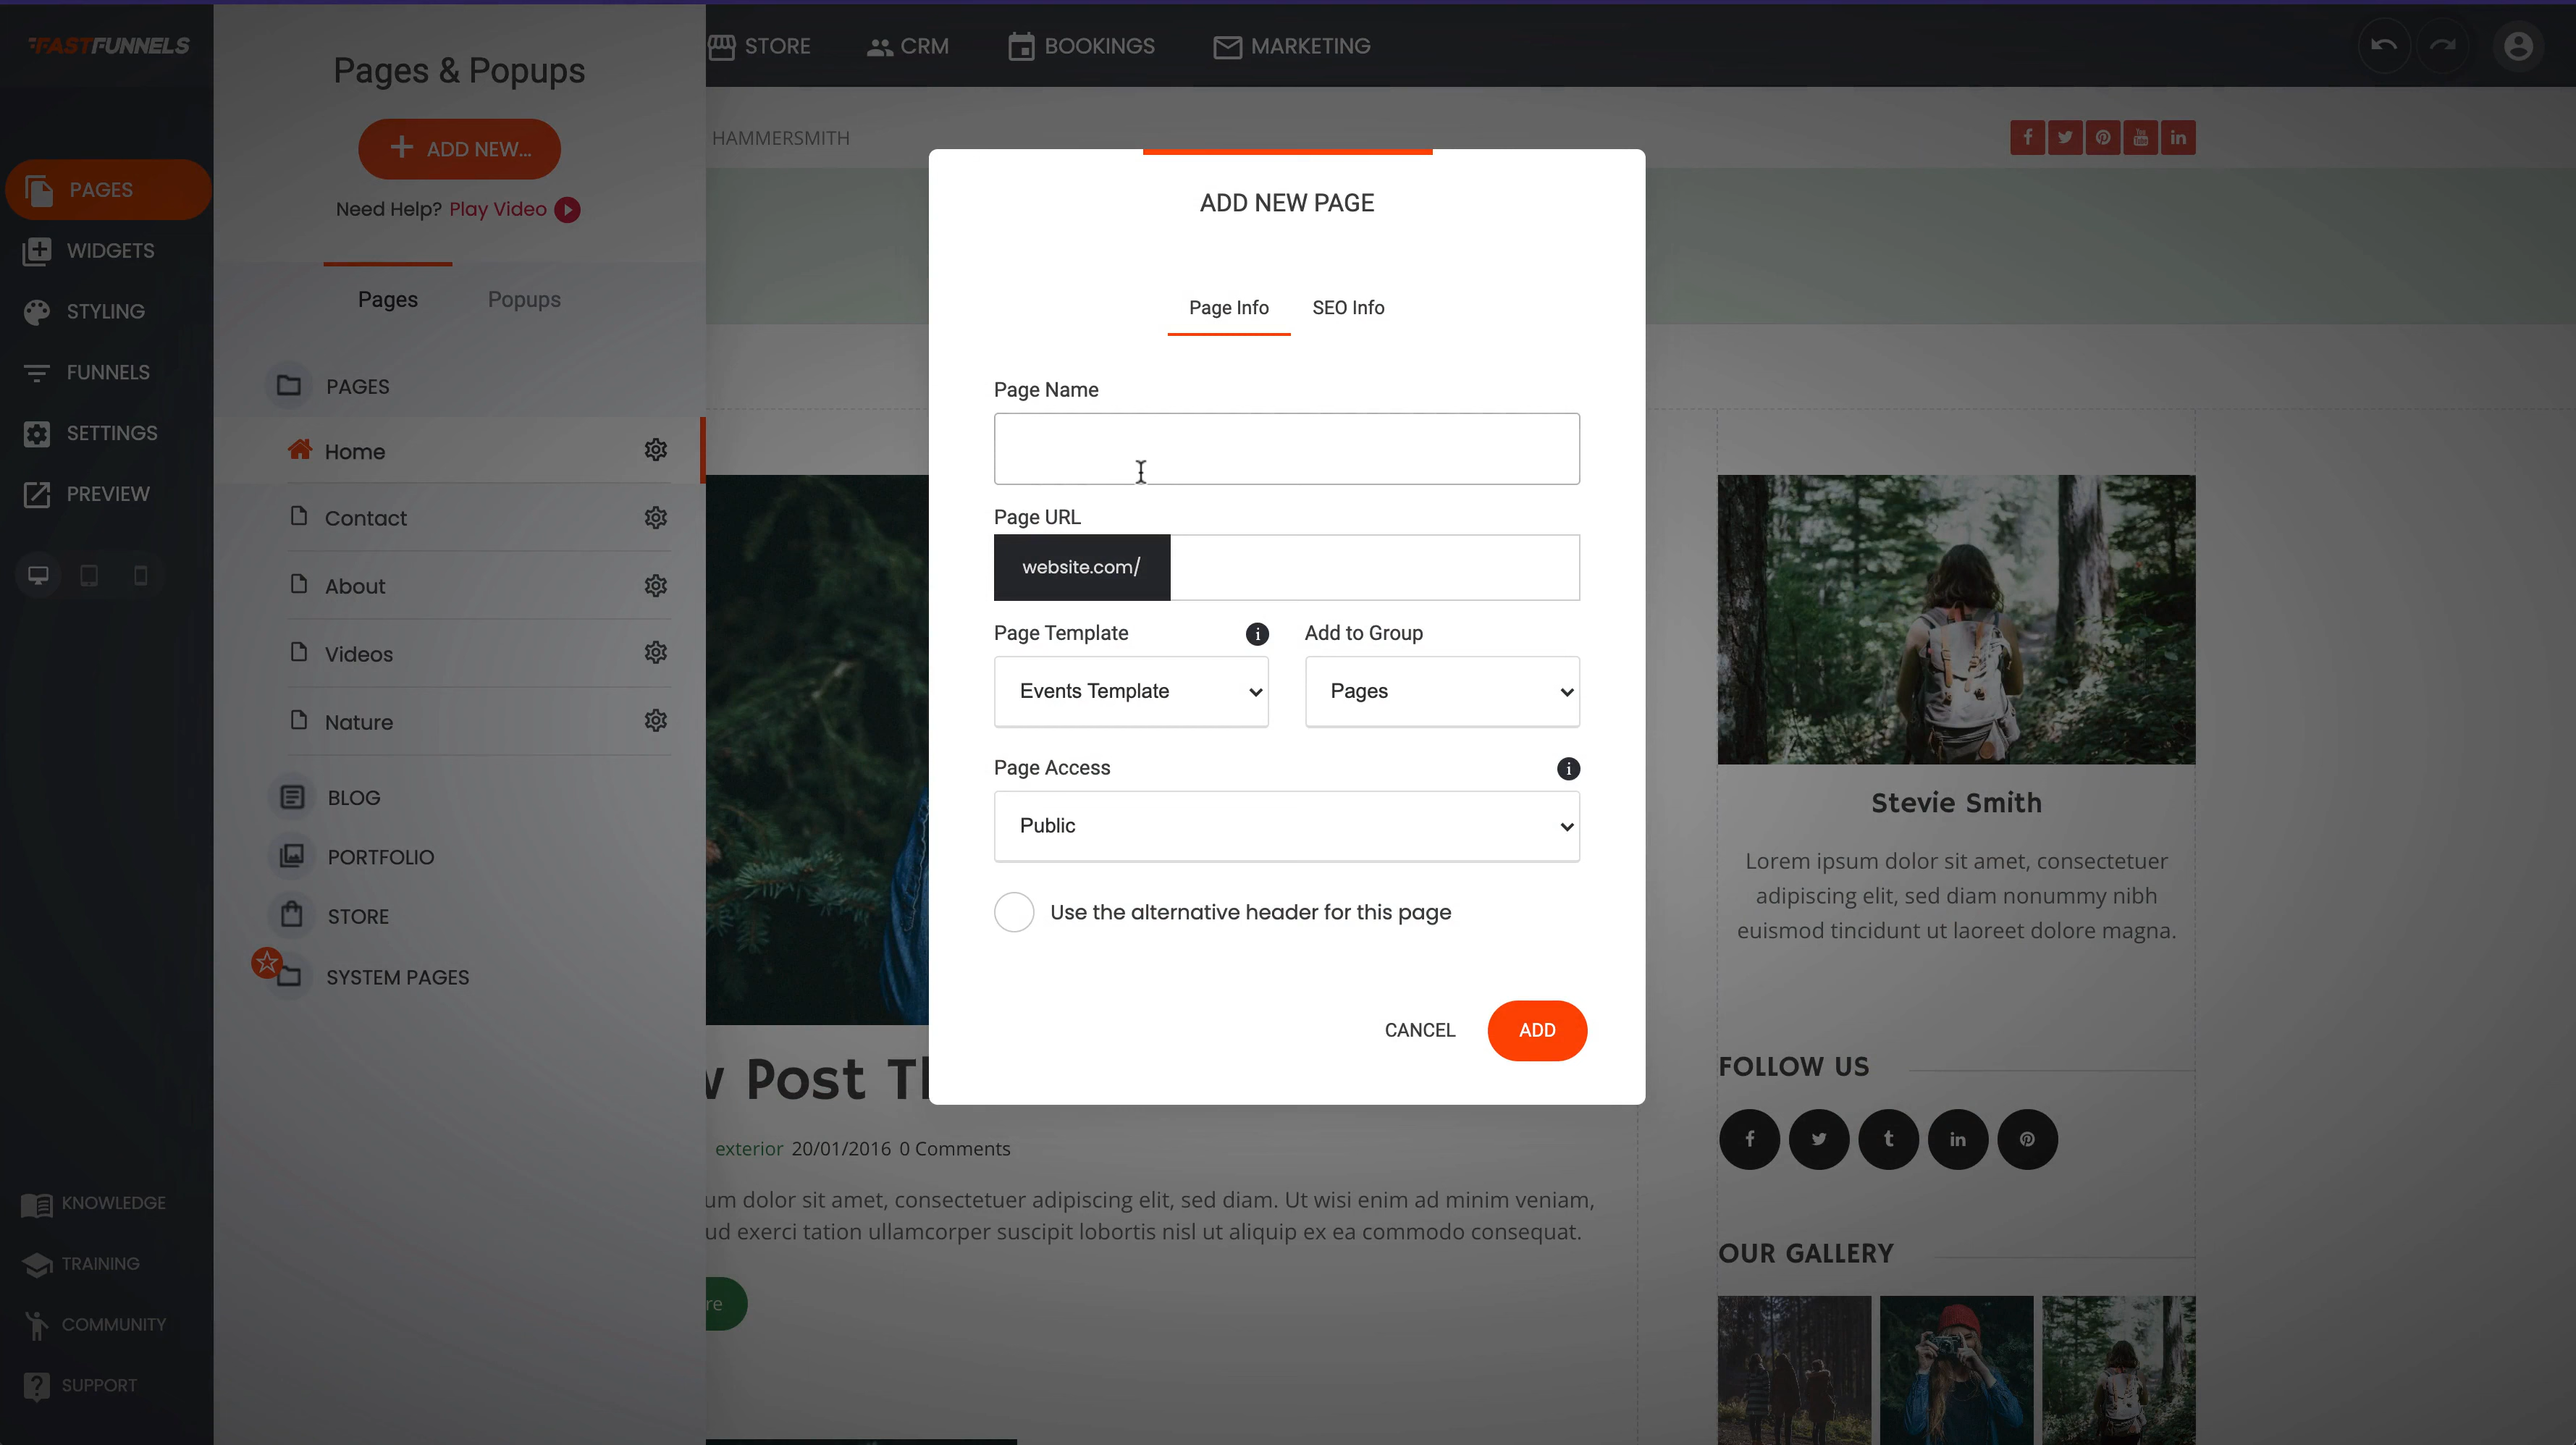 FASTFUNNELS
STORE
CRM
BOOKINGS
MARKETING
PAGES
WIDGETS
STYLING
FUNNELS
SETTINGS
PREVIEW
KNOWLEDGE
TRAINING
COMMUNITY
SUPPORT
Pages & Popups
ADD NEW...
Need Help? Play Video
Pages
Popups
PAGES
Home
Contact
About
Videos
Nature
BLOG
PORTFOLIO
STORE
SYSTEM PAGES
HAMMERSMITH
ADD NEW PAGE
Page Info
SEO Info
Page Name
Page URL
website.com/
Page Template
Add to Group
Events Template
Pages
Page Access
Public
Use the alternative header for this page
CANCEL
ADD
Post
exterior 20/01/2016 0 Comments
um dolor sit amet, consectetuer adipiscing elit, sed diam. Ut wisi enim ad minim veniam,
ud exerci tation ullamcorper suscipit lobortis nisl ut aliquip ex ea commodo consequat.
re
Stevie Smith
Lorem ipsum dolor sit amet, consectetuer
adipiscing elit, sed diam nonummy nibh
euismod tincidunt ut laoreet dolore magna.
FOLLOW US
OUR GALLERY